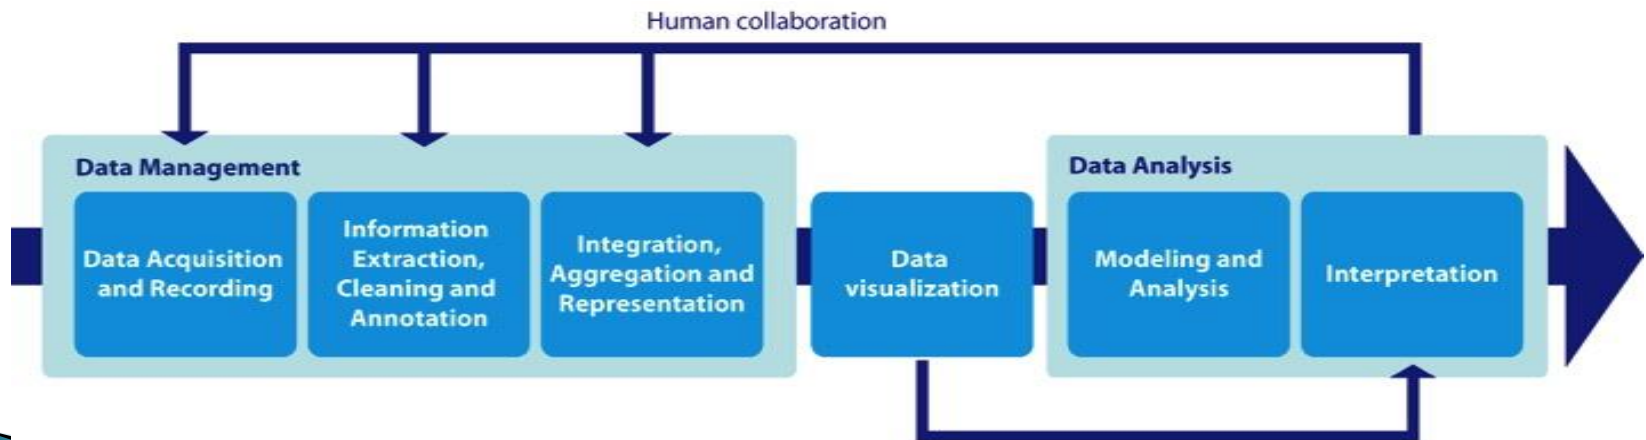 Human collaboration
Data Management
Data Acquisition
and Recording
Information
Extraction,
Cleaning and
Annotation
Integration,
Aggregation and
Representation
Data
visualization
Data Analysis
Modeling and
Analysis
Interpretation